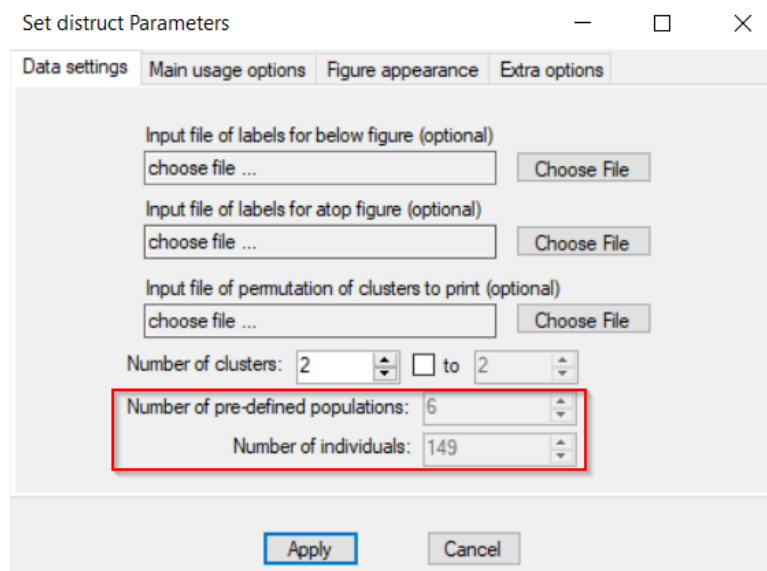 Set distruct Parameters
Data settings Main usage options Figure appearance Extra options
Input file of labels for below figure (optional)
choose file ... Choose File
Input file of labels for atop figure (optional)
choose file ... Choose File
Input file of permutation of clusters to print (optional)
choose file ... Choose File
Number of clusters: 2 to 2
Number of pre-defined populations: 6
Number of individuals: 149
Apply Cancel